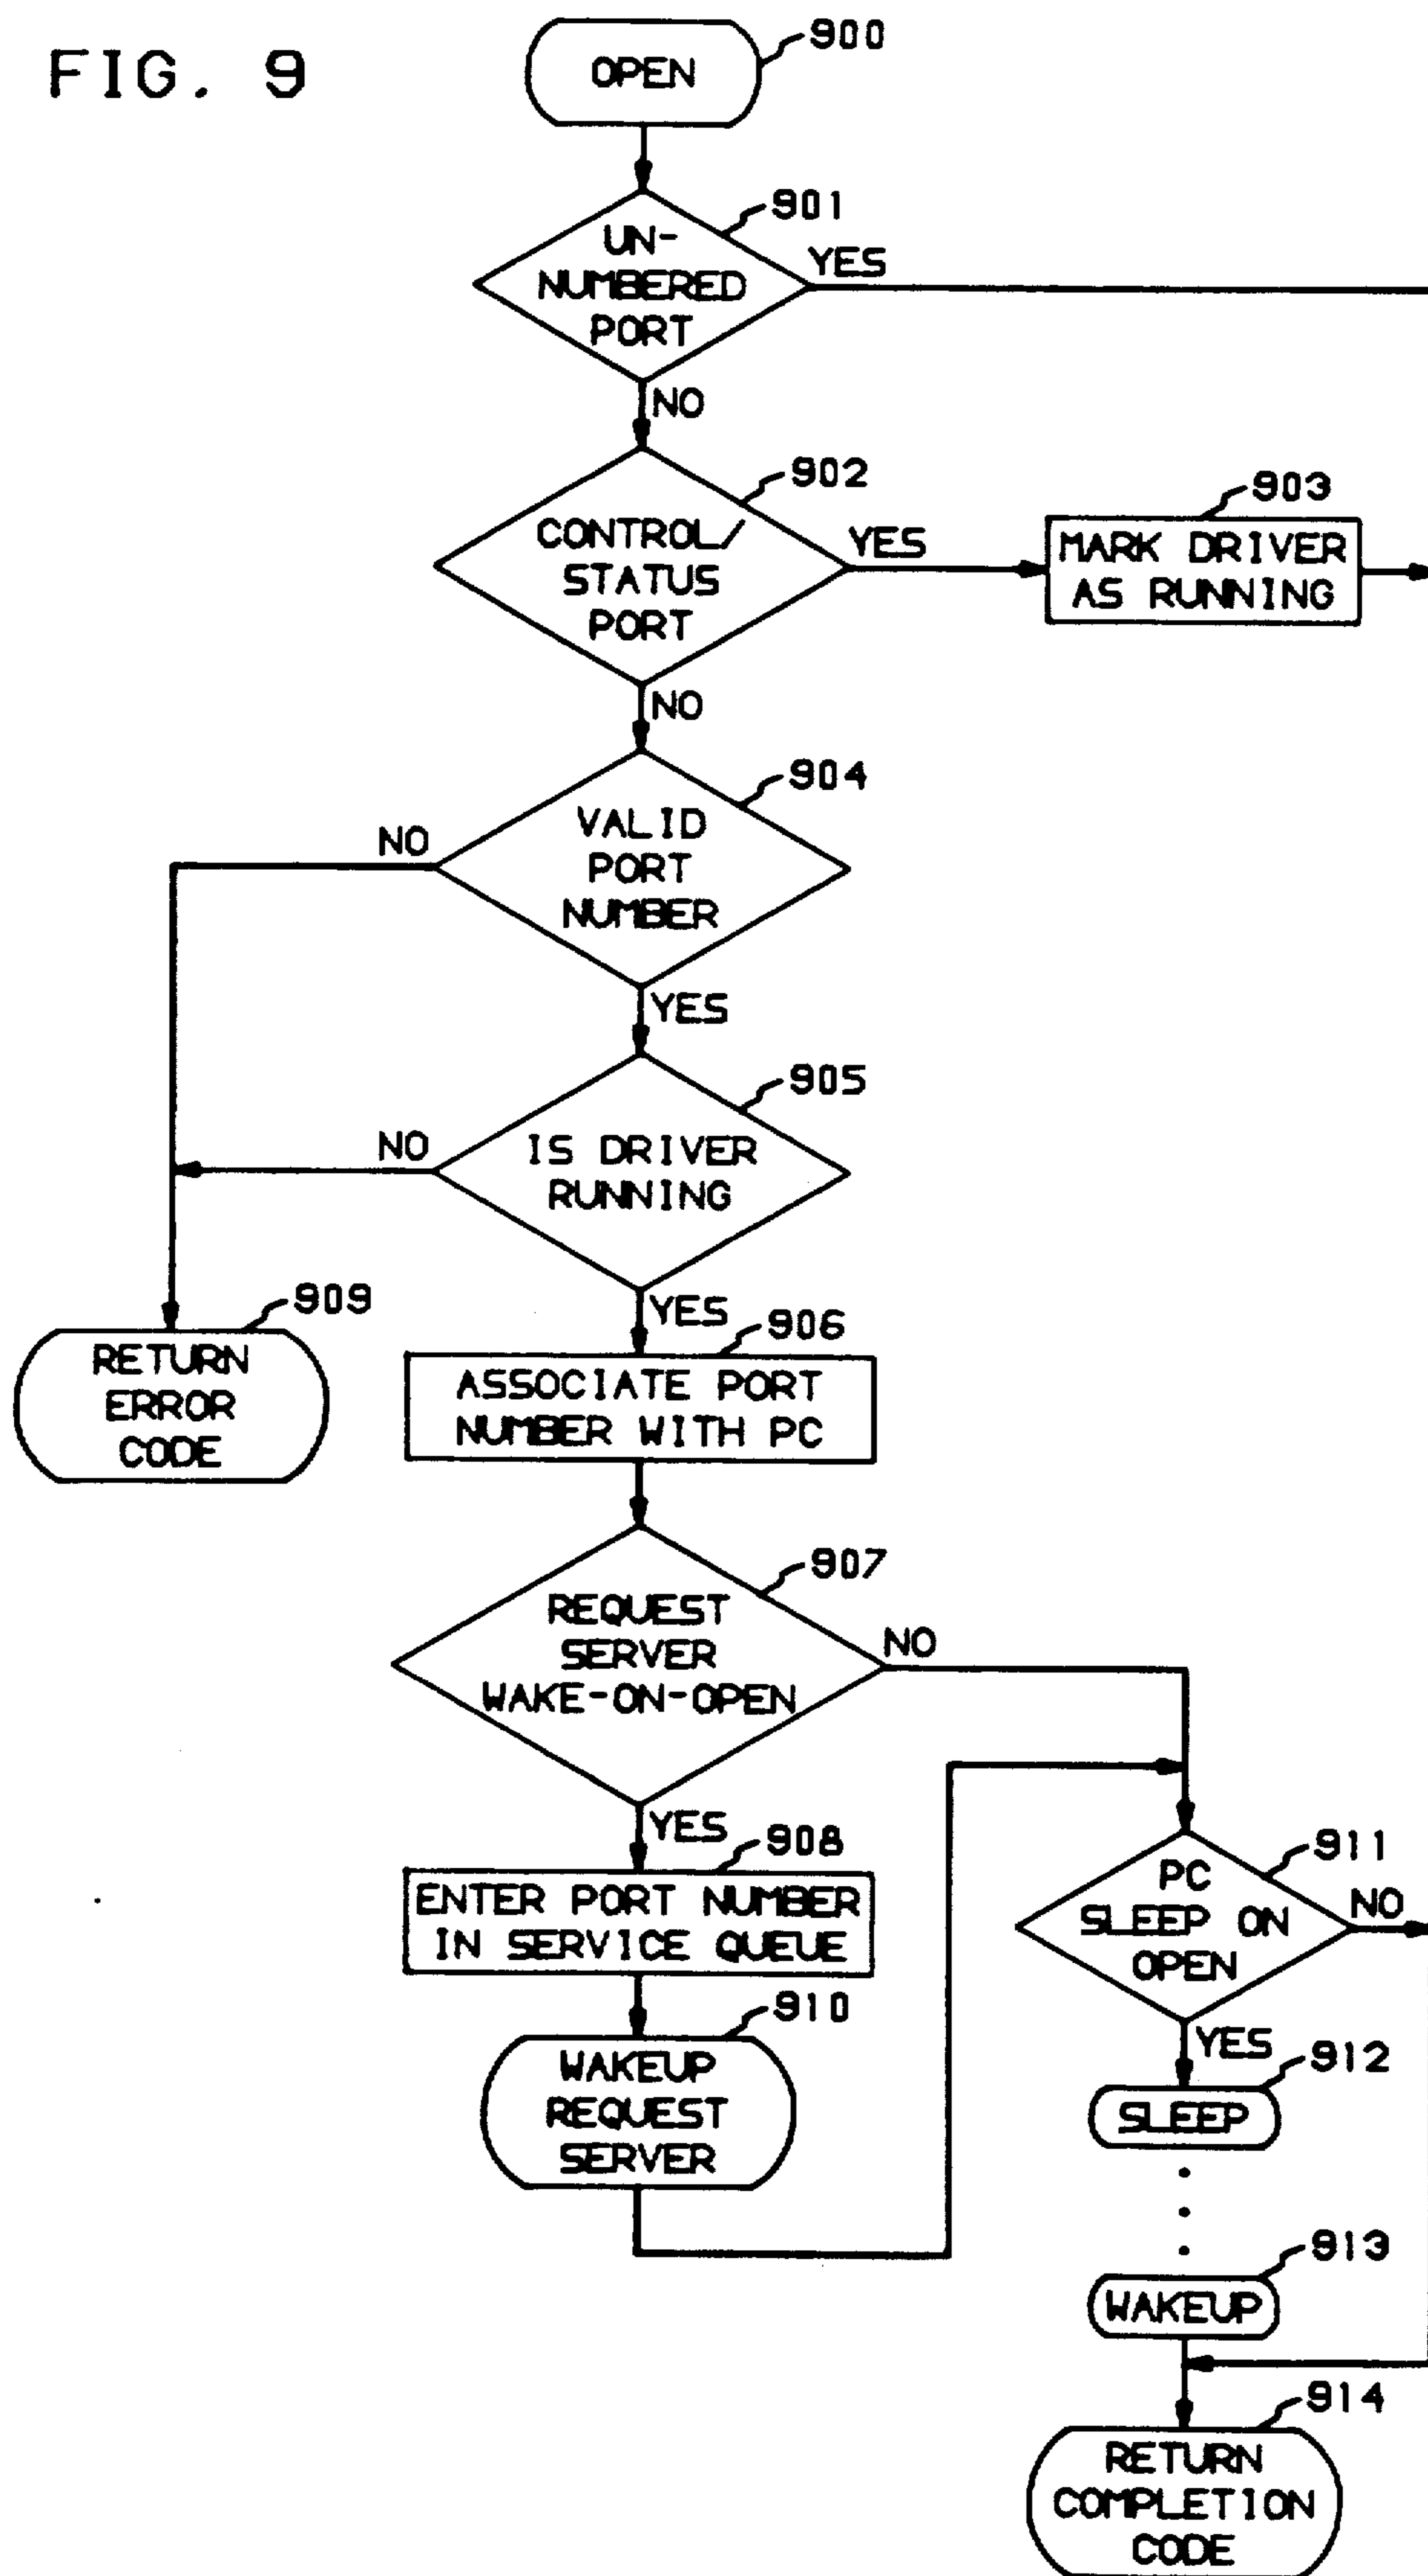 FIG. 9
900
OPEN
901
UN-
NUMBERED
PORT
YES
NO
902
CONTROL/
STATUS
PORT
YES
903
MARK DRIVER
AS RUNNING
NO
904
VALID
PORT
NUMBER
NO
YES
905
IS DRIVER
RUNNING
NO
YES
909
RETURN
ERROR
CODE
906
ASSOCIATE PORT
NUMBER WITH PC
907
REQUEST
SERVER
WAKE-ON-OPEN
NO
YES
908
ENTER PORT NUMBER
IN SERVICE QUEUE
910
WAKEUP
REQUEST
SERVER
911
PC
SLEEP ON
OPEN
NO
YES
912
SLEEP
913
WAKEUP
914
RETURN
COMPLETION
CODE